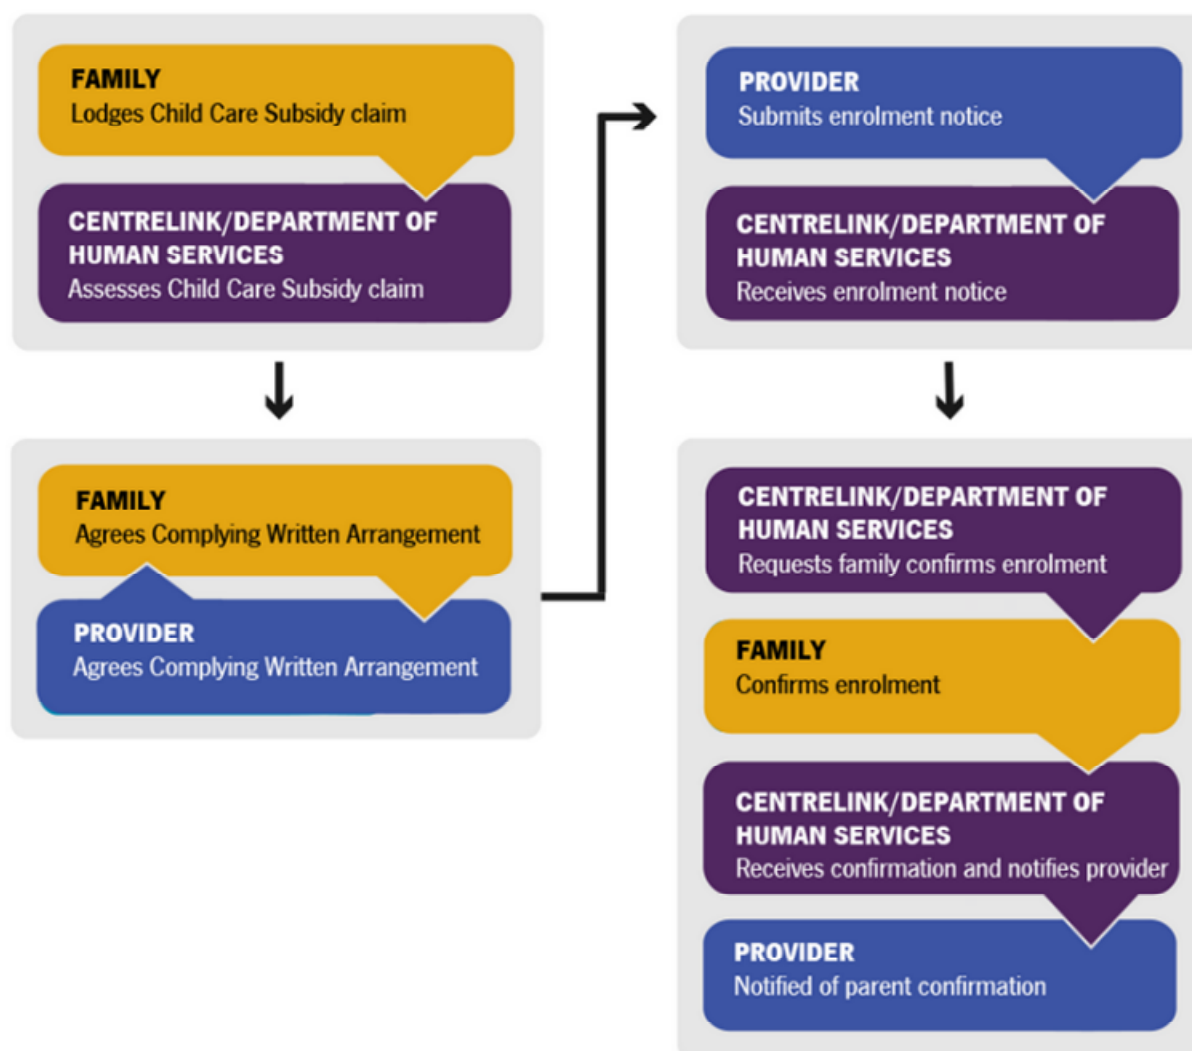 FAMILY
Lodges Child Care Subsidy claim
CENTRELINK/DEPARTMENT OF
HUMAN SERVICES
Assesses Child Care Subsidy claim
FAMILY
Agrees Complying Written Arrangement
PROVIDER
Agrees Complying Written Arrangement
PROVIDER
Submits enrolment notice
CENTRELINK/DEPARTMENT OF
HUMAN SERVICES
Receives enrolment notice
CENTRELINK/DEPARTMENT OF
HUMAN SERVICES
Requests family confirms enrolment
FAMILY
Confirms enrolment
CENTRELINK/DEPARTMENT OF
HUMAN SERVICES
Receives confirmation and notifies provider
PROVIDER
Notified of parent confirmation